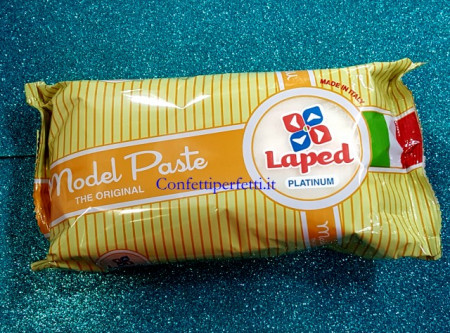 MADE IN ITALY
Model Paste
THE ORIGINAL
Laped
PLATINUM
Confettiperfetti.it